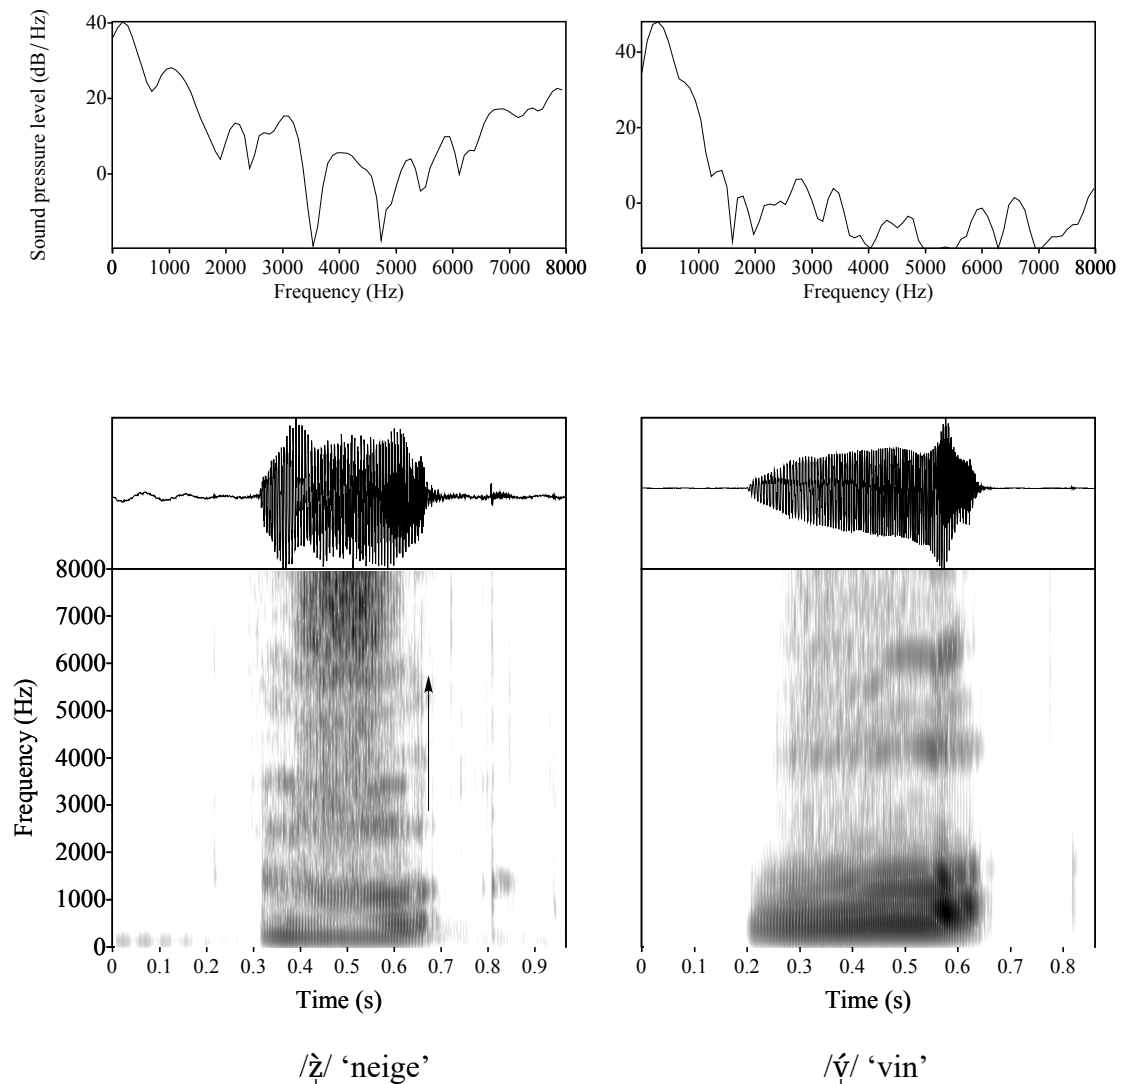 Sound pressure level (dB/Hz)
40
20
0
0 1000 2000 3000 4000 5000 6000 7000 8000
Frequency (Hz)
40
20
0
0 1000 2000 3000 4000 5000 6000 7000 8000
Frequency (Hz)
Frequency (Hz)
8000
7000
6000
5000
4000
3000
2000
1000
0
0 0.1 0.2 0.3 0.4 0.5 0.6 0.7 0.8 0.9
Time (s)
0 0.1 0.2 0.3 0.4 0.5 0.6 0.7 0.8
Time (s)
/z̩̀/ ‘neige’
/v̩́/ ‘vin’